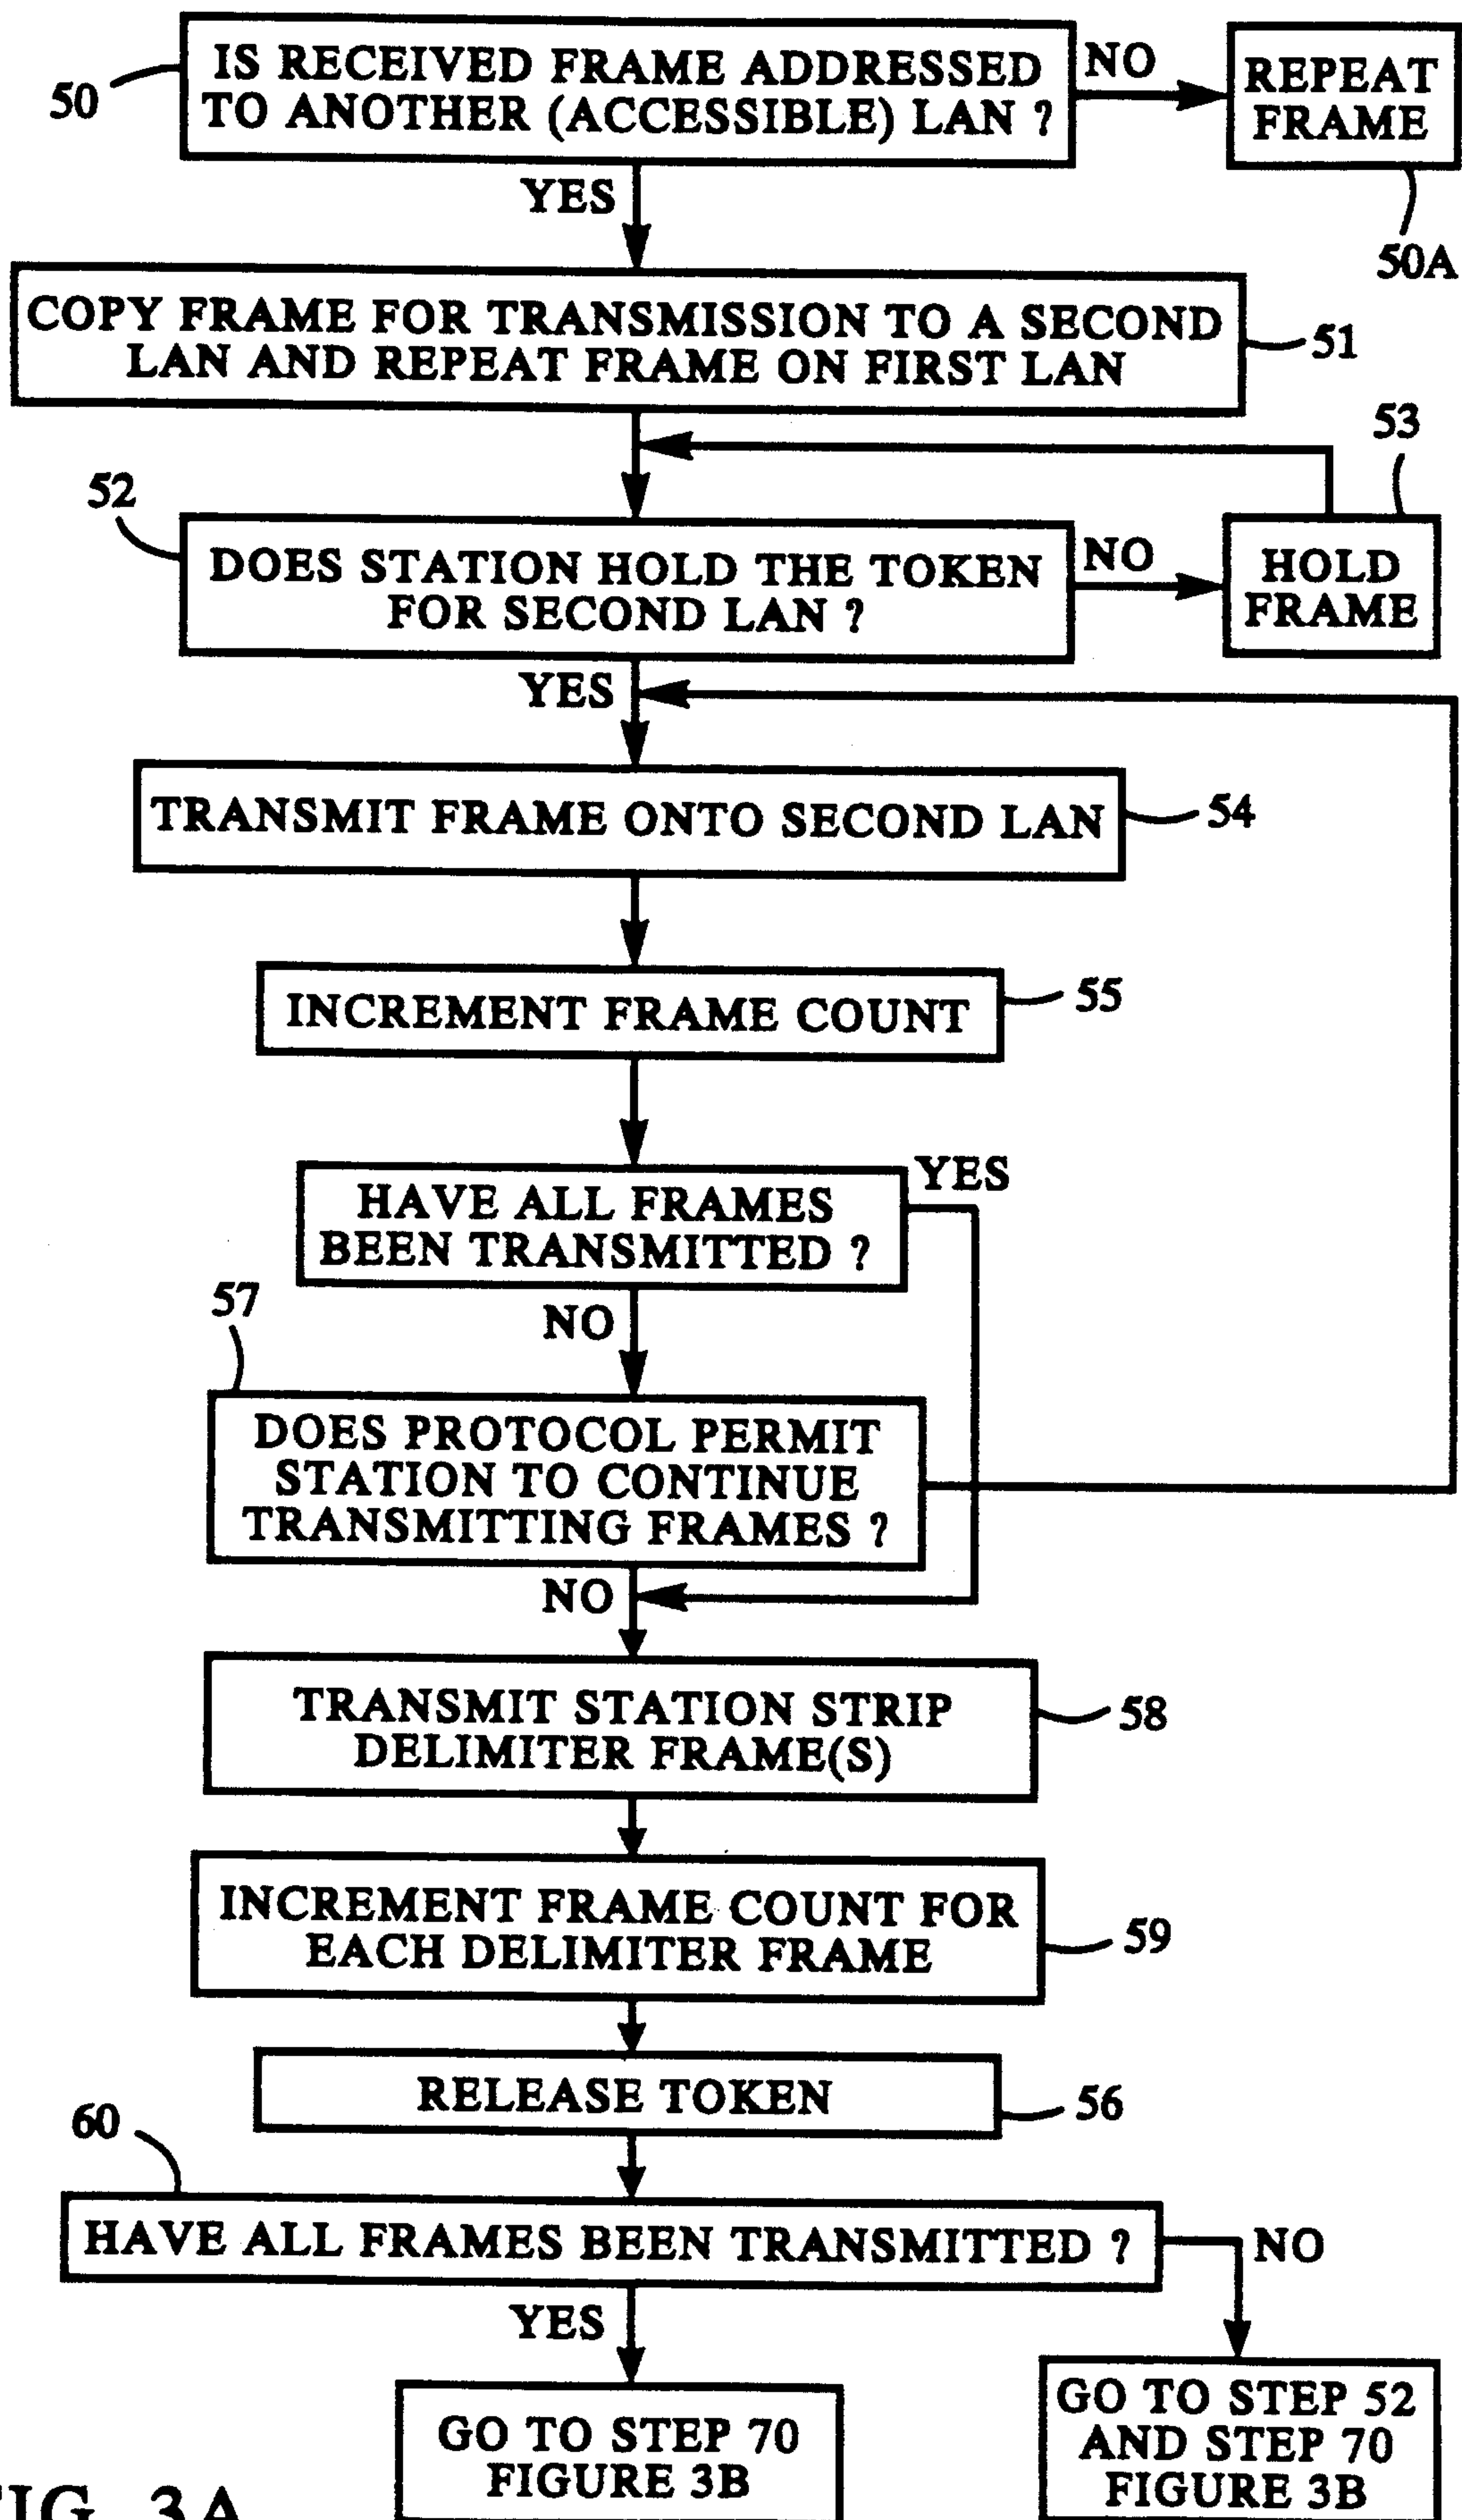 50
IS RECEIVED FRAME ADDRESSED
TO ANOTHER (ACCESSIBLE) LAN ?
NO
REPEAT
FRAME
50A
YES
COPY FRAME FOR TRANSMISSION TO A SECOND
LAN AND REPEAT FRAME ON FIRST LAN
51
53
52
DOES STATION HOLD THE TOKEN
FOR SECOND LAN ?
NO
HOLD
FRAME
YES
TRANSMIT FRAME ONTO SECOND LAN
54
INCREMENT FRAME COUNT
55
HAVE ALL FRAMES
BEEN TRANSMITTED ?
YES
NO
57
DOES PROTOCOL PERMIT
STATION TO CONTINUE
TRANSMITTING FRAMES ?
NO
TRANSMIT STATION STRIP
DELIMITER FRAME(S)
58
INCREMENT FRAME COUNT FOR
EACH DELIMITER FRAME
59
RELEASE TOKEN
56
60
HAVE ALL FRAMES BEEN TRANSMITTED ?
NO
YES
GO TO STEP 70
FIGURE 3B
GO TO STEP 52
AND STEP 70
FIGURE 3B
FIG. 3A